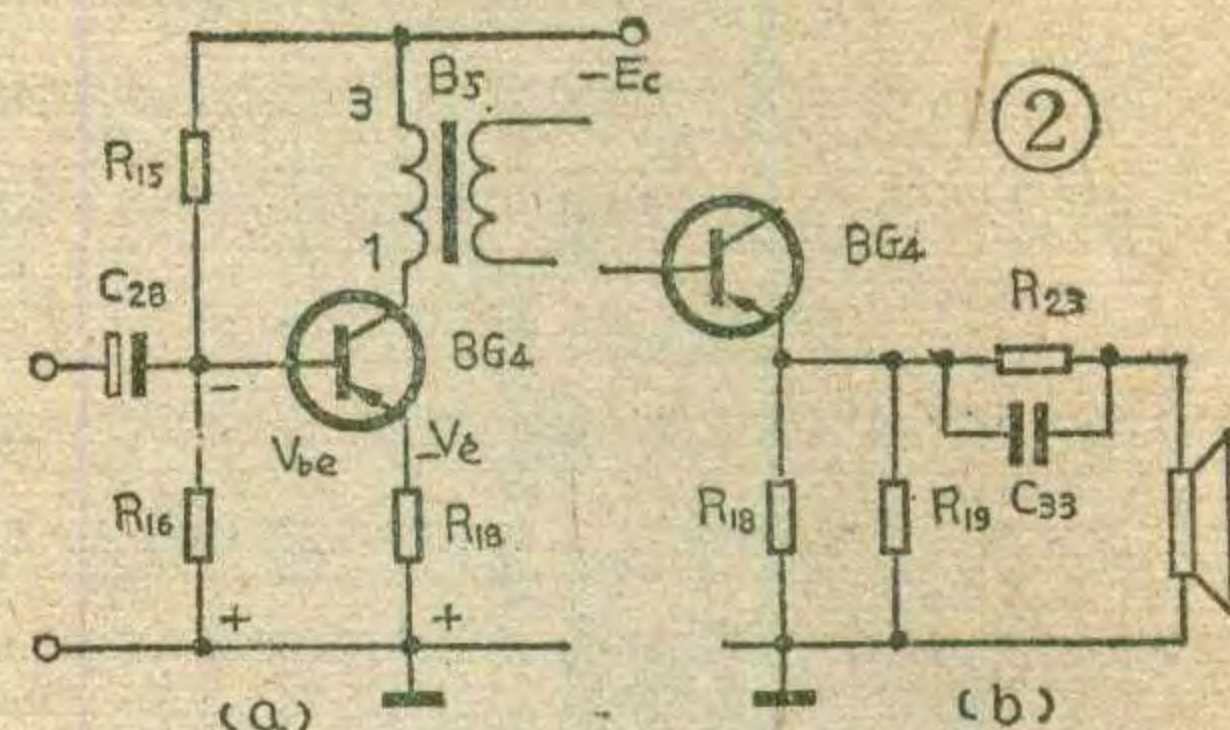 B5
-Ec
3
②
R15
1
BG4
R23
C28
BG4
-
Vbe
-Ve
R16
R18
R18
R19
C33
+
+
(a)
(b)